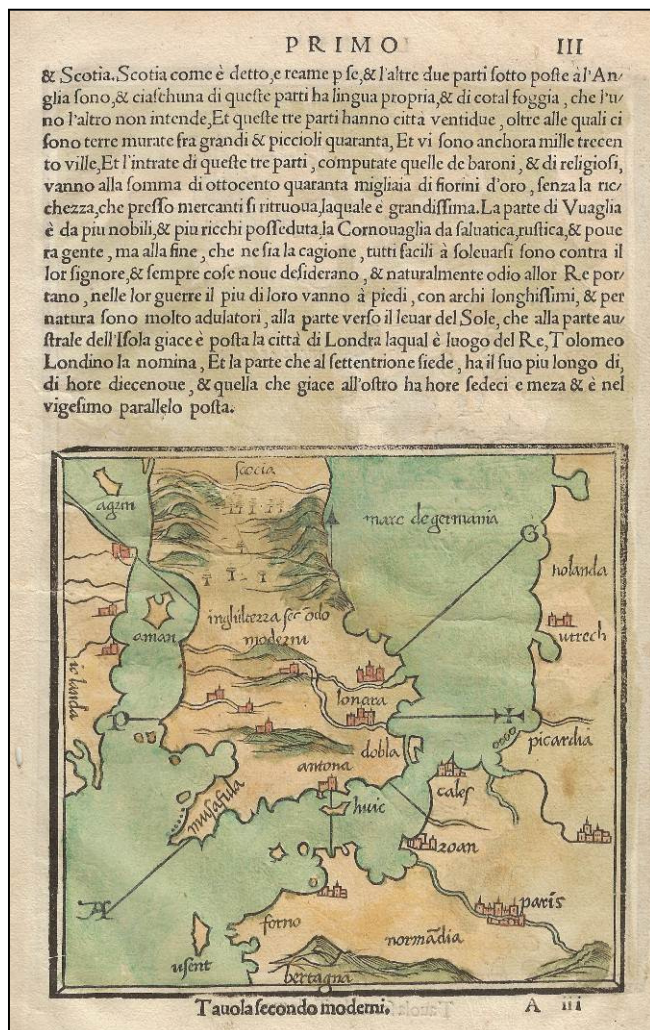 PRIMO III
& Scotia. Scotia come è detto, e reame p se, & l'altre due parti sotto poste à l'An/
glia sono, & ciaschuna di queste parti ha lingua propria, & di cotal foggia, che l'u/
no l'altro non intende, Et queste tre parti hanno città ventidue, oltre alle quali ci
sono terre murate fra grandi & piccioli quaranta, Et vi sono anchora mille trecen
to ville, Et l'intrate di queste tre parti, computate quelle de baroni, & di religiosi,
vanno alla somma di ottocento quaranta migliaia di fiorini d'oro, senza la ric/
chezza, che presso mercanti si ritruova, laquale e grandissima. La parte di Vuaglia
è da piu nobili, & piu ricchi posseduta, la Cornouaglia da saluatica, rustica, & poue
ra gente, ma alla fine, che ne sia la cagione, tutti facili à soleuarsi sono contra il
lor signore, & sempre cose noue desiderano, & naturalmente odio allor Re por/
tano, nelle lor guerre il piu di loro vanno à piedi, con archi longhissimi, & per
natura sono molto adulatori, alla parte verso il leuar del Sole, che alla parte au/
strale dell'Isola giace è posta la città di Londra laqual è luogo del Re, Tolomeo
Londino la nomina, Et la parte che al settentrione siede, ha il suo piu longo di,
di hore diecenoue, & quella che giace all'ostro ha hore sedeci e meza & è nel
vigesimo parallelo posta.
scocia
agun
mare de germania
G
holanda
inghilterra secōdo
moderni
aman
utrech
irlanda
londra
P
picardia
dobla
antona
cales
musafula
huic
roan
paris
forno
normādia
usent
bertagna
Tauola secondo moderni. A iii